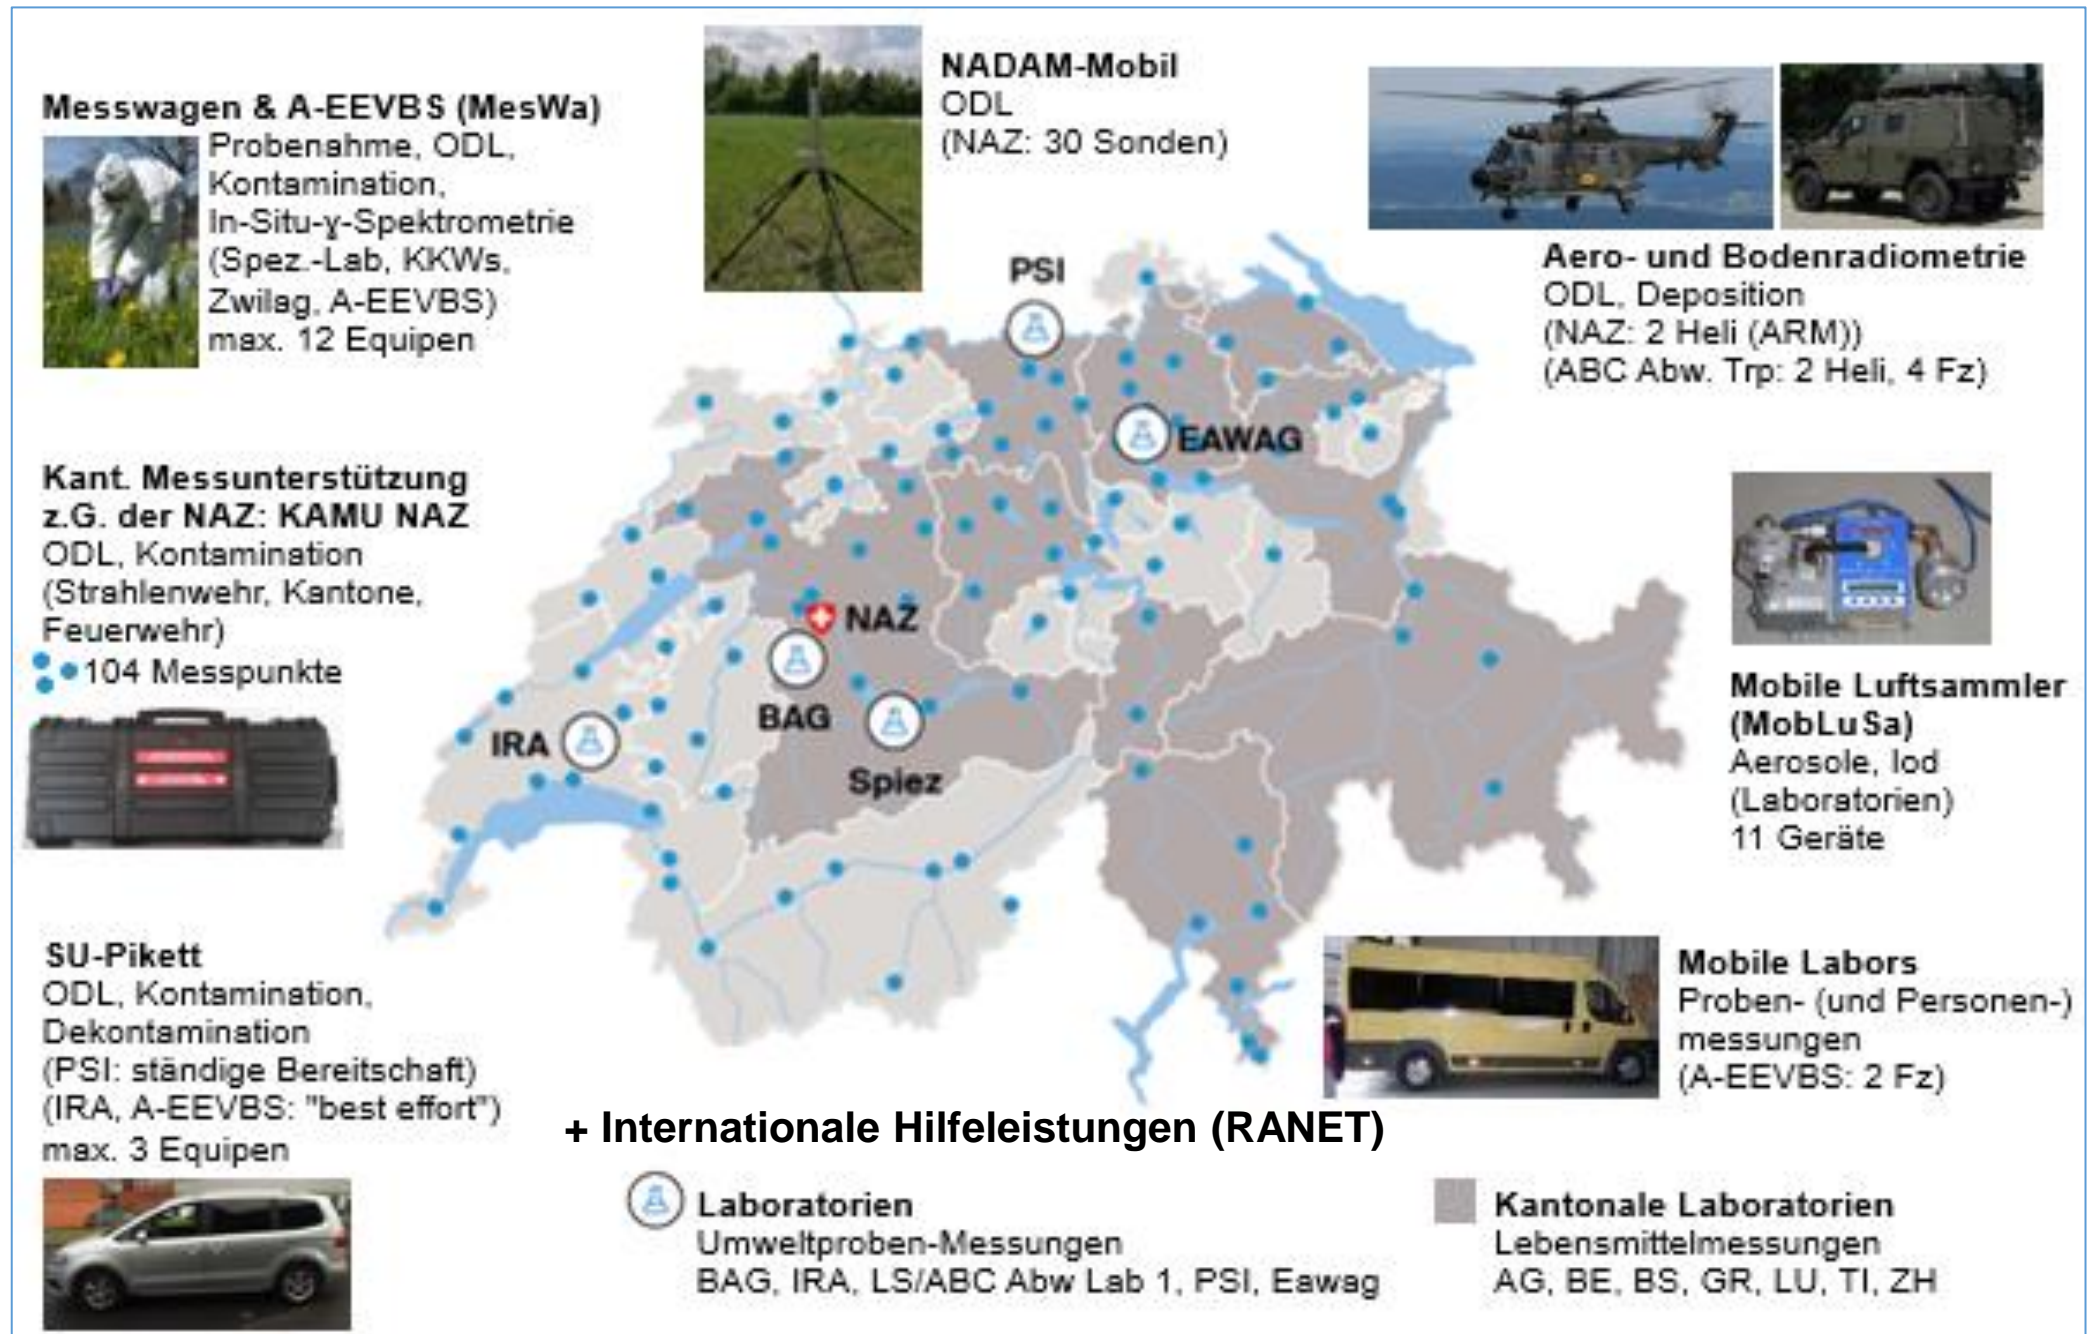 Messwagen & A-EEVBS (MesWa)
Probenahme, ODL,
Kontamination,
In-Situ-γ-Spektrometrie
(Spez.-Lab, KKWs,
Zwilag, A-EEVBS)
max. 12 Equipen
NADAM-Mobil
ODL
(NAZ: 30 Sonden)
Aero- und Bodenradiometrie
ODL, Deposition
(NAZ: 2 Heli (ARM))
(ABC Abw. Trp: 2 Heli, 4 Fz)
Kant. Messunterstützung
z.G. der NAZ: KAMU NAZ
ODL, Kontamination
(Strahlenwehr, Kantone,
Feuerwehr)
104 Messpunkte
PSI
EAWAG
NAZ
BAG
IRA
Spiez
Mobile Luftsammler
(MobLuSa)
Aerosole, Iod
(Laboratorien)
11 Geräte
SU-Pikett
ODL, Kontamination,
Dekontamination
(PSI: ständige Bereitschaft)
(IRA, A-EEVBS: "best effort")
max. 3 Equipen
Mobile Labors
Proben- (und Personen-)
messungen
(A-EEVBS: 2 Fz)
+ Internationale Hilfeleistungen (RANET)
Laboratorien
Umweltproben-Messungen
BAG, IRA, LS/ABC Abw Lab 1, PSI, Eawag
Kantonale Laboratorien
Lebensmittelmessungen
AG, BE, BS, GR, LU, TI, ZH